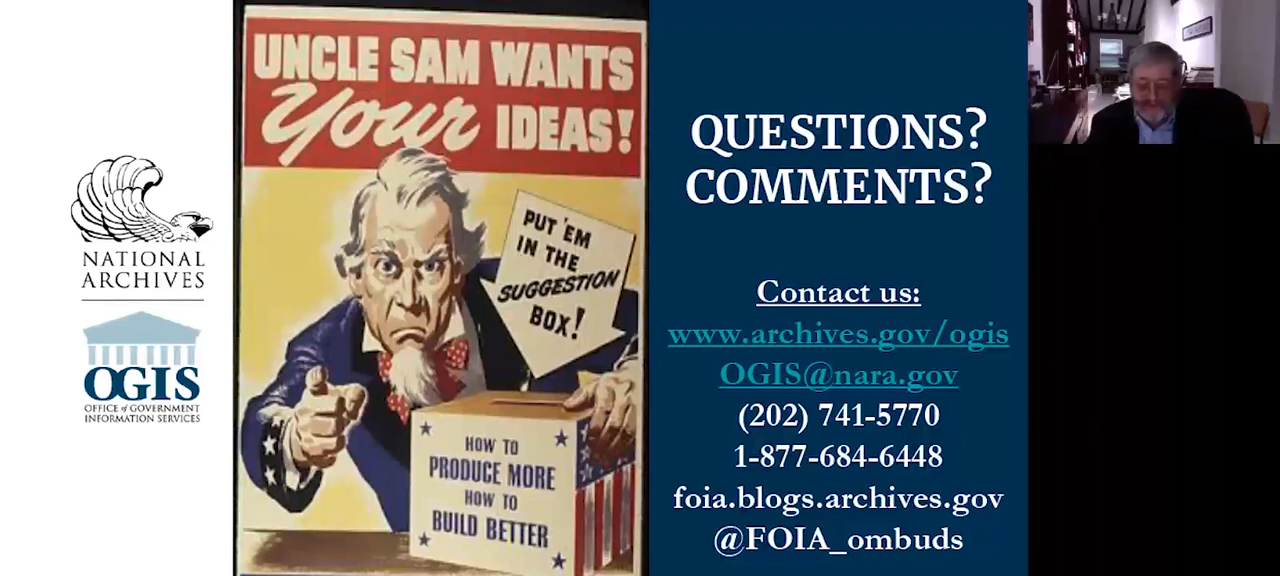 NATIONAL
ARCHIVES
OGIS
OFFICE of GOVERNMENT
INFORMATION SERVICES
UNCLE SAM WANTS
Your IDEAS!
PUT 'EM
IN THE
SUGGESTION
BOX!
HOW TO
PRODUCE MORE
HOW TO
BUILD BETTER
QUESTIONS?
COMMENTS?
Contact us:
www.archives.gov/ogis
OGIS@nara.gov
(202) 741-5770
1-877-684-6448
foia.blogs.archives.gov
@FOIA_ombuds